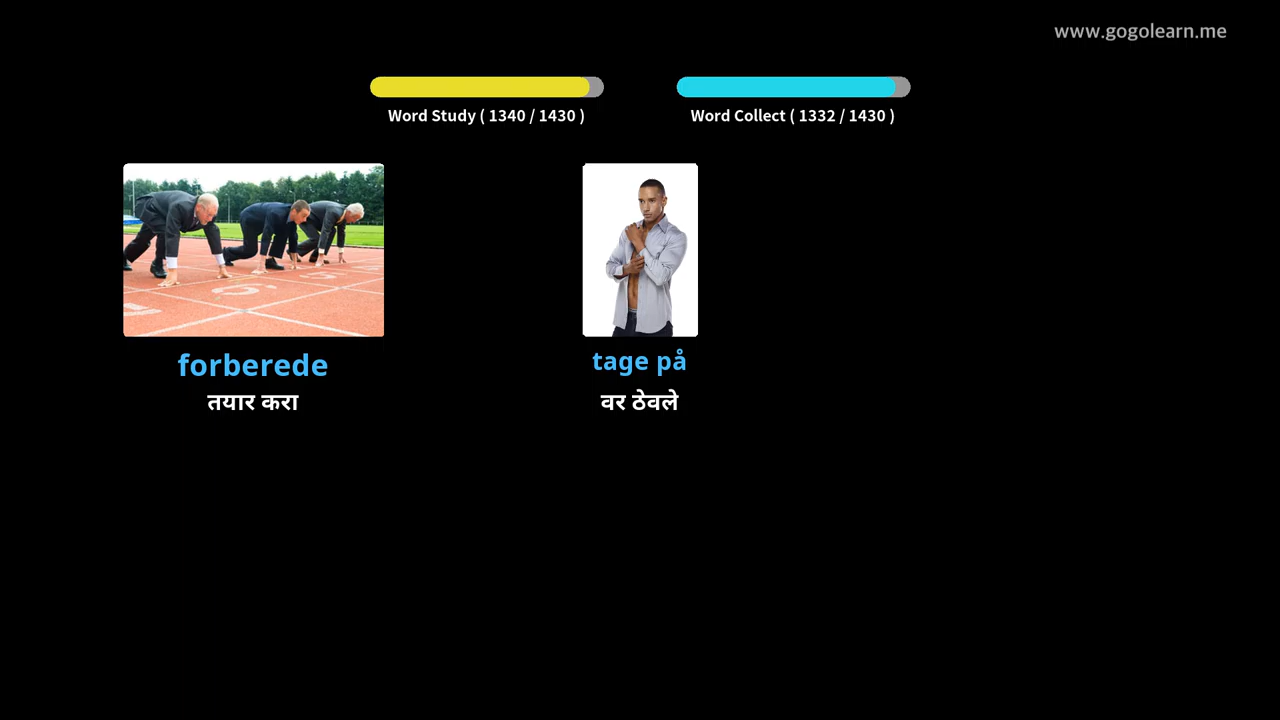 www.gogolearn.me
Word Study ( 1340 / 1430 )
Word Collect ( 1332 / 1430 )
forberede
तयार करा
tage på
वर ठेवले